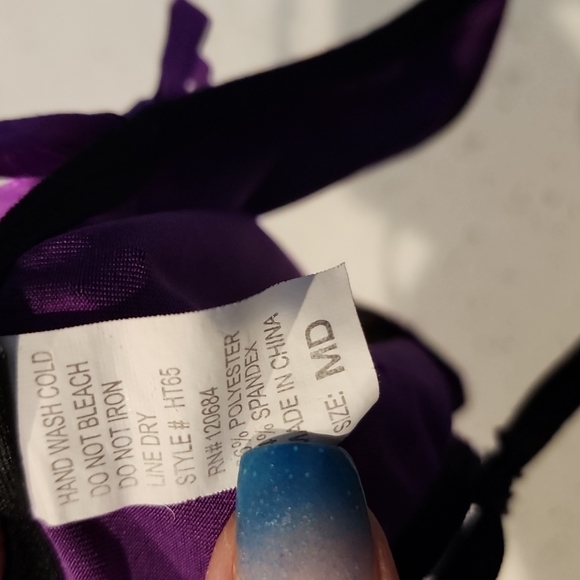 HAND WASH COLD
DO NOT BLEACH
DO NOT IRON
LINE DRY
STYLE# HT65
RN#120684
POLYESTER
SPANDEX
MADE IN CHINA
SIZE: MD